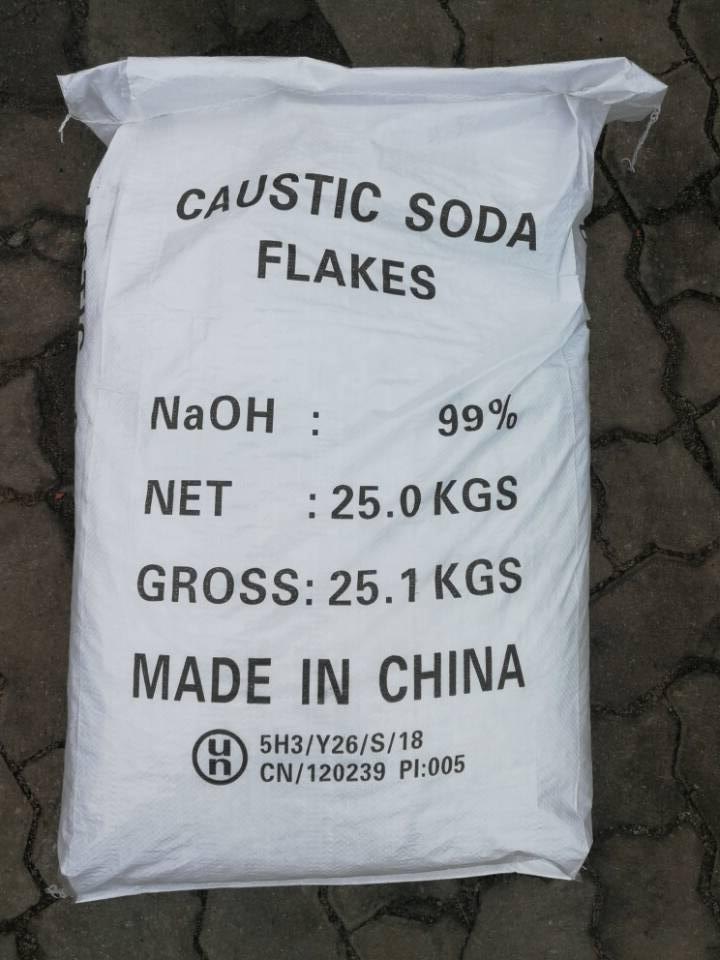 CAUSTIC SODA
FLAKES
NaOH : 99%
NET : 25.0 KGS
GROSS: 25.1 KGS
MADE IN CHINA
un 5H3/Y26/S/18
CN/120239 PI:005